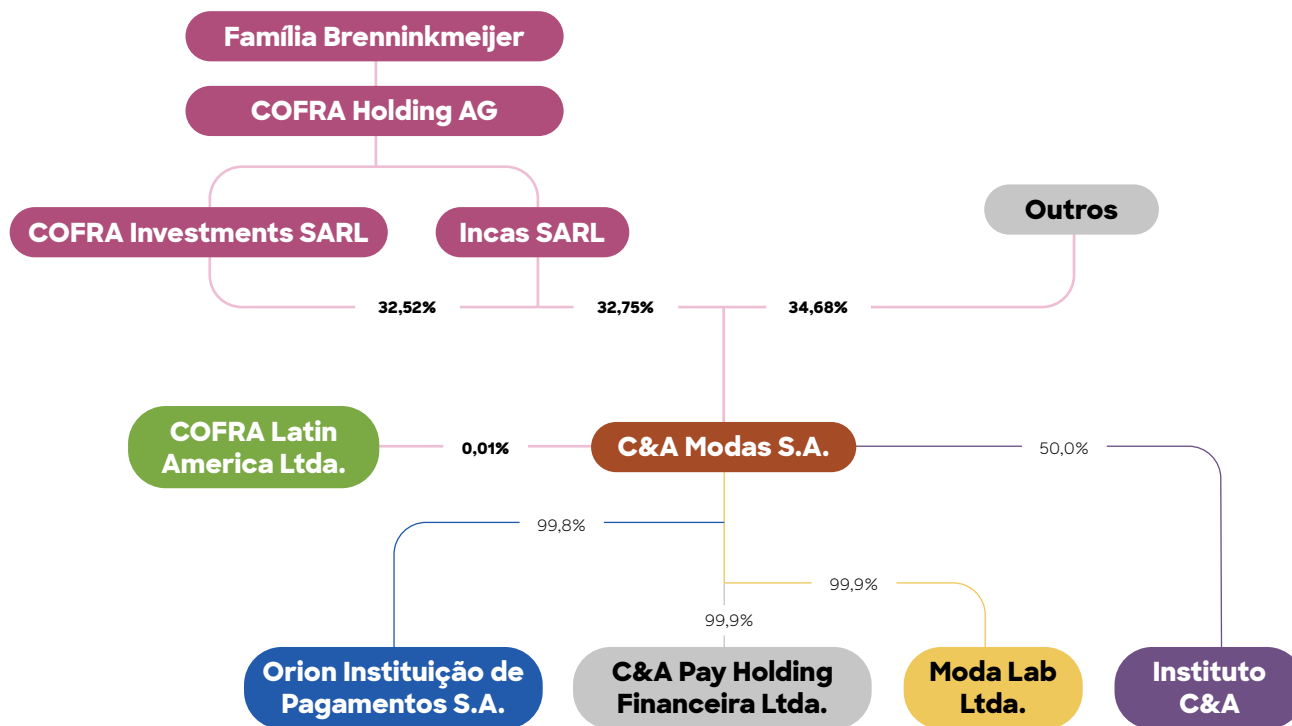 Família Brenninkmeijer
COFRA Holding AG
COFRA Investments SARL
Incas SARL
Outros
32,52%
32,75%
34,68%
COFRA Latin
America Ltda.
0,01%
C&A Modas S.A.
50,0%
99,8%
99,9%
99,9%
Orion Instituição de
Pagamentos S.A.
C&A Pay Holding
Financeira Ltda.
Moda Lab
Ltda.
Instituto
C&A